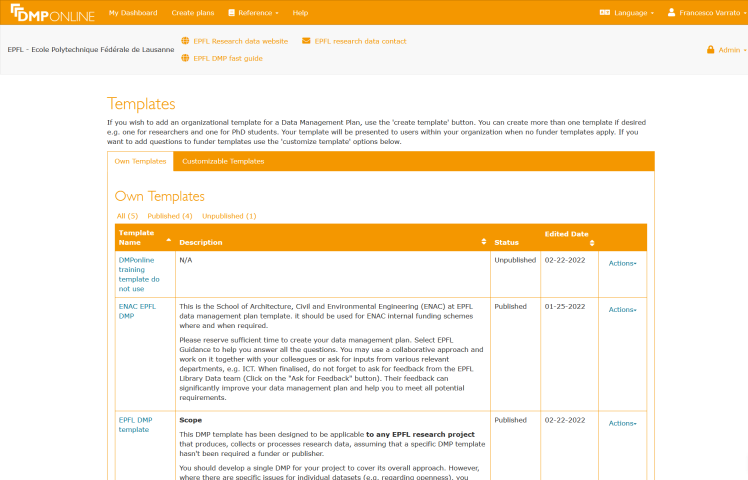 DMPONLINE My Dashboard Create plans Reference Help Language Francesco Varrato
EPFL - Ecole Polytechnique Fédérale de Lausanne EPFL Research data website EPFL research data contact
EPFL DMP fast guide
Admin
Templates
If you wish to add an organizational template for a Data Management Plan, use the 'create template' button. You can create more than one template if desired
e.g. one for researchers and one for PhD students. Your template will be presented to users within your organization when no funder templates apply. If you
want to add questions to funder templates use the 'customize template' options below.
Own Templates Customizable Templates
Own Templates
All (5) Published (4) Unpublished (1)
Template Name Description Status Edited Date
DMPonline N/A Unpublished 02-22-2022 Actions
training
template do
not use
ENAC EPFL This is the School of Architecture, Civil and Environmental Engineering (ENAC) at EPFL Published 01-25-2022 Actions
DMP data management plan template. it should be used for ENAC internal funding schemes
where and when required.
Please reserve sufficient time to create your data management plan. Select EPFL
Guidance to help you answer all the questions. You may use a collaborative approach and
work on it together with your colleagues or ask for inputs from various relevant
departments, e.g. ICT. When finalised, do not forget to ask for feedback from the EPFL
Library Data team (Click on the "Ask for Feedback" button). Their feedback can
significantly improve your data management plan and help you to meet all potential
requirements.
EPFL DMP Scope Published 02-22-2022 Actions
template
This DMP template has been designed to be applicable to any EPFL research project
that produces, collects or processes research data, assuming that a specific DMP template
hasn't been required a funder or publisher.
You should develop a single DMP for your project to cover its overall approach. However,
where there are specific issues for individual datasets (e.g. regarding openness), you